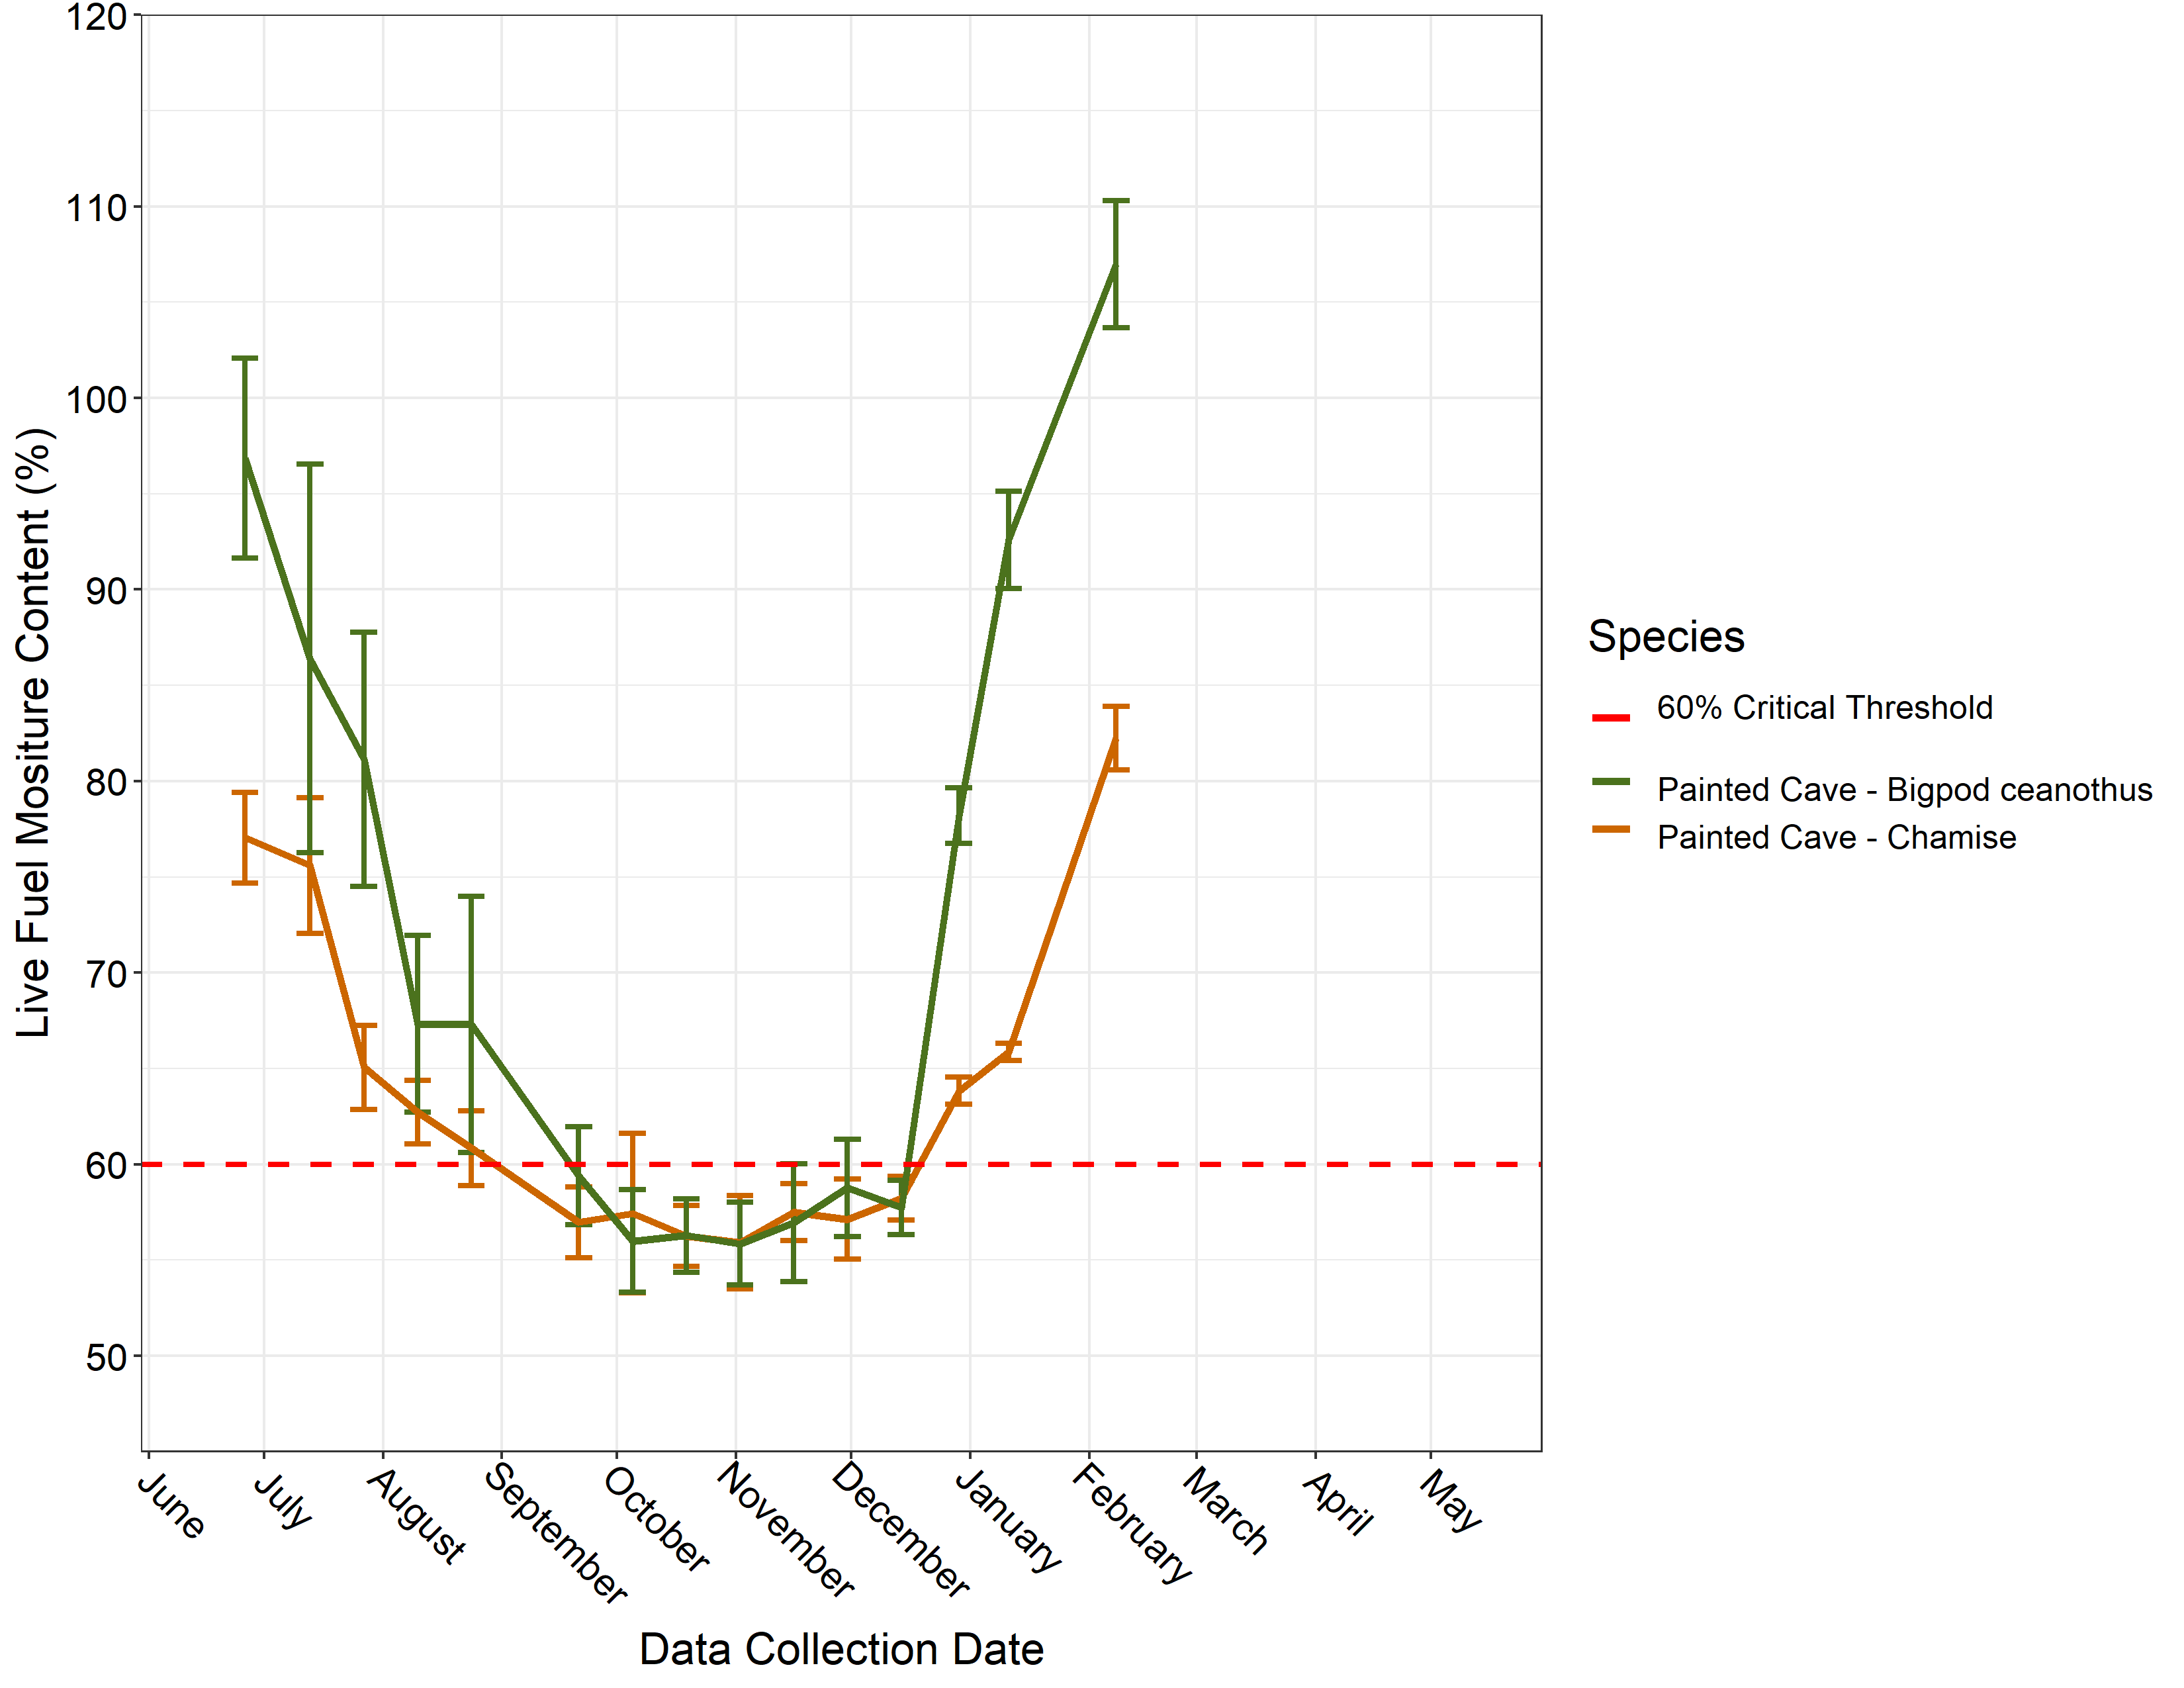 120
110
100
90
80
70
60
50
Live Fuel Mositure Content (%)
June
July
August
September
October
November
December
January
February
March
April
May
Data Collection Date
Species
60% Critical Threshold
Painted Cave - Bigpod ceanothus
Painted Cave - Chamise